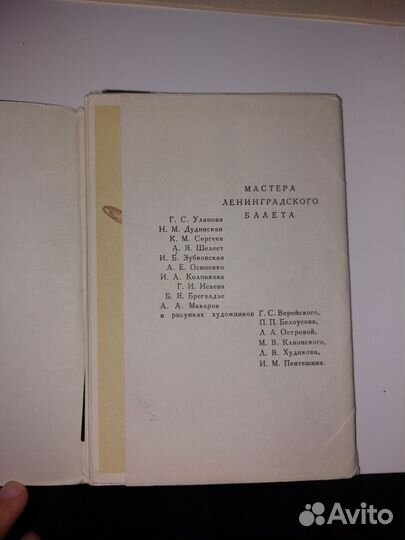 МАСТЕРА
ЛЕНИНГРАДСКОГО
БАЛЕТА
Г. С. Уланова
Н. М. Дудинская
К. М. Сергеев
А. Я. Шелест
И. Б. Зубковская
А. Е. Осипенко
И. А. Колпакова
Г. И. Исаева
Б. Я. Брегвадзе
А. А. Макаров
в рисунках художников Г. С. Верейского,
П. П. Белоусова,
Л. А. Островой,
М. В. Клионского,
Л. В. Худякова,
И. М. Пентешина.
Avito